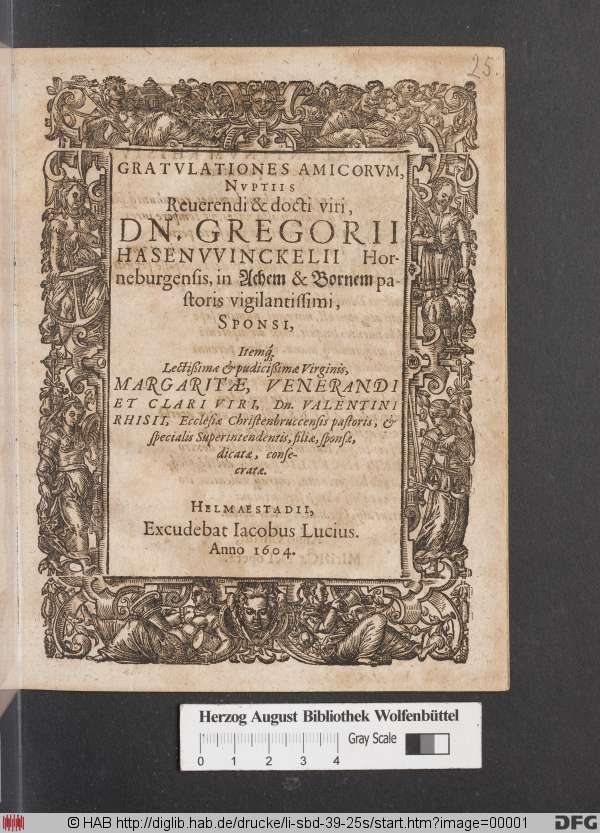 25.
GRATVLATIONES AMICORVM,
NVPTIIS
Reuerendi & docti viri,
DN. GREGORII
HASENVVINCKELII Hor-
neburgensis, in Achem & Bornem pa-
storis vigilantissimi,
SPONSI,
Itemq́;
Lectißimæ & pudicißimæ Virginis,
MARGARITÆ, VENERANDI
ET CLARI VIRI, Dn. VALENTINI
RHISII, Ecclesiæ Christenbruccensis pastoris, &
specialis Superintendentis, filiæ, sponsæ,
dicatæ, conse-
cratæ.
HELMAESTADII,
Excudebat Iacobus Lucius.
Anno 1604.
Herzog August Bibliothek Wolfenbüttel
Gray Scale
0 1 2 3 4
© HAB http://diglib.hab.de/drucke/li-sbd-39-25s/start.htm?image=00001
DFG